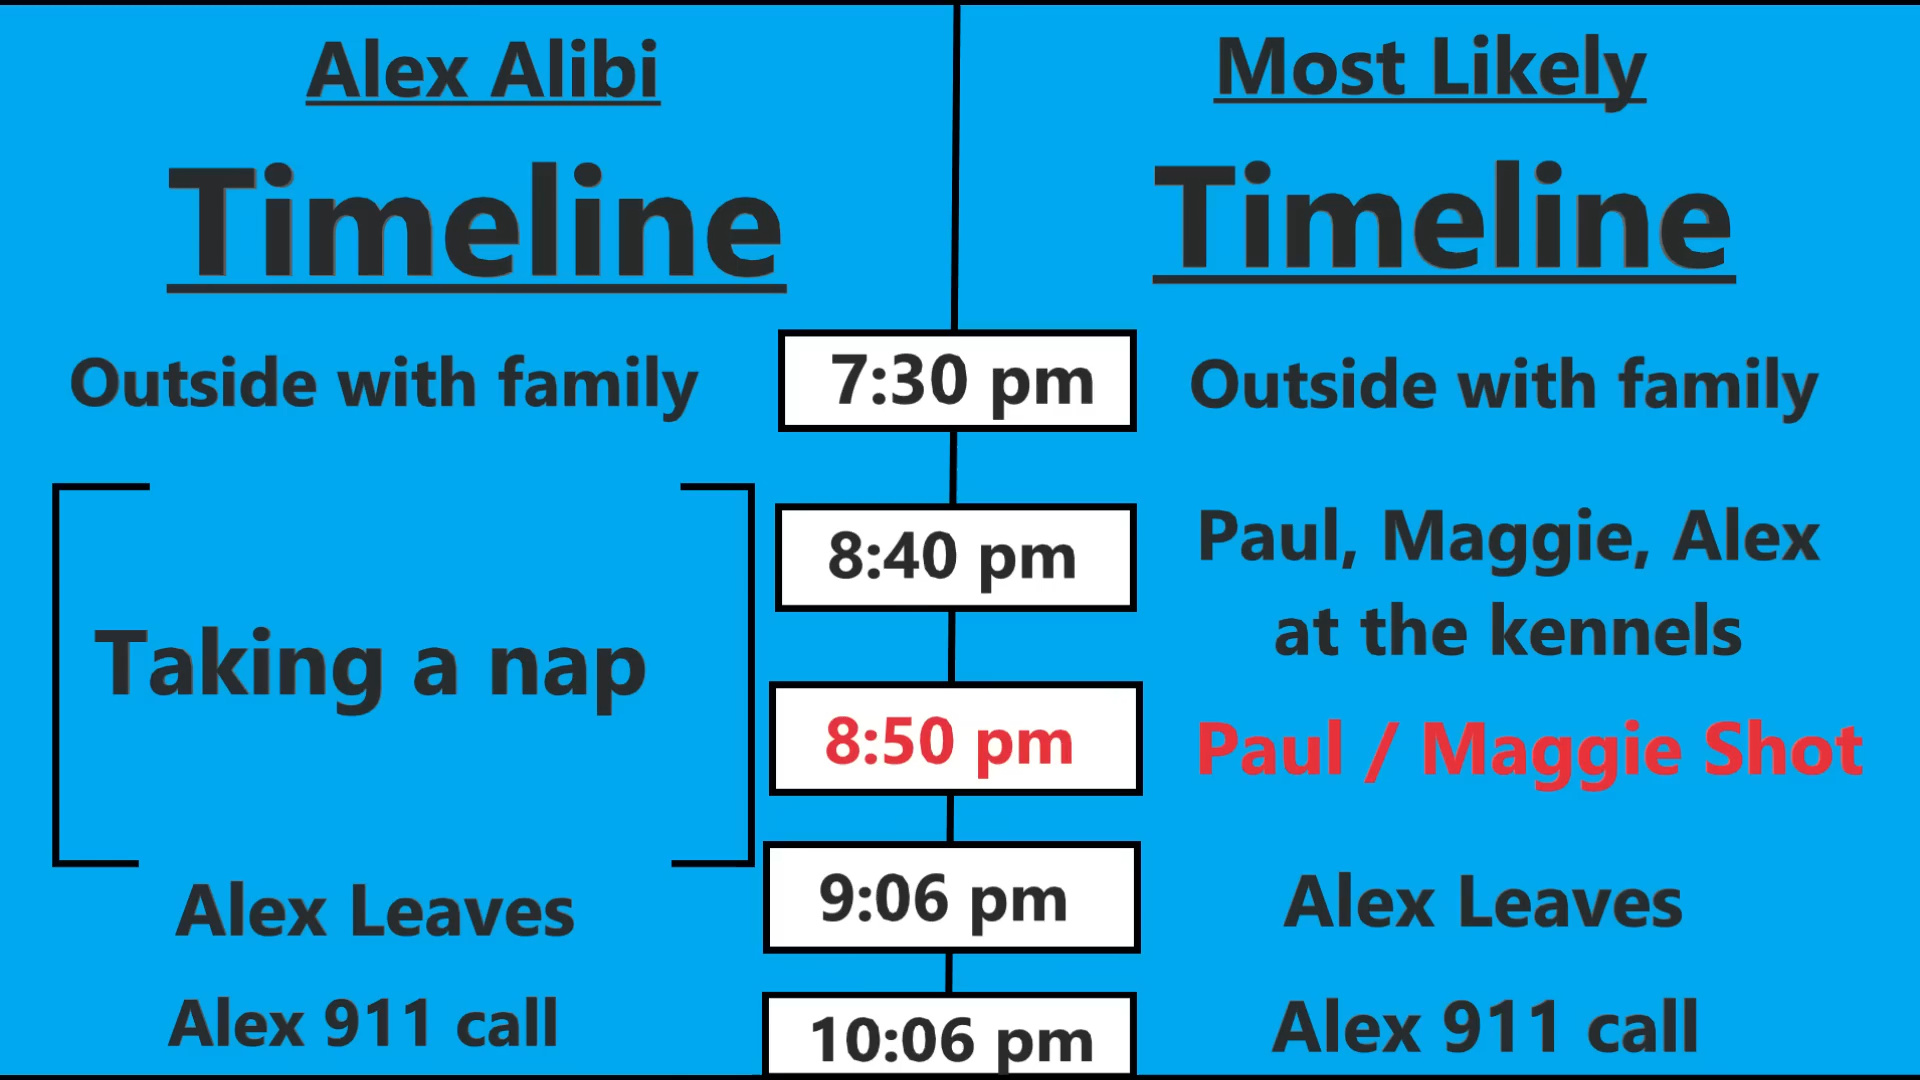 Alex Alibi
Timeline
Most Likely
Timeline
Outside with family
7:30 pm
Outside with family
Taking a nap
8:40 pm
Paul, Maggie, Alex
at the kennels
8:50 pm
Paul / Maggie Shot
Alex Leaves
9:06 pm
Alex Leaves
Alex 911 call
10:06 pm
Alex 911 call